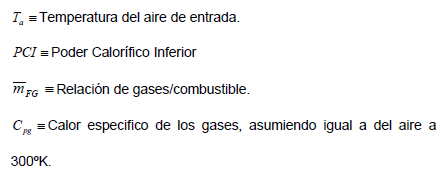 T_a ≡ Temperatura del aire de entrada.
PCI ≡ Poder Calorífico Inferior
m̅_FG ≡ Relación de gases/combustible.
C_pg ≡ Calor especifico de los gases, asumiendo igual a del aire a
300ºK.